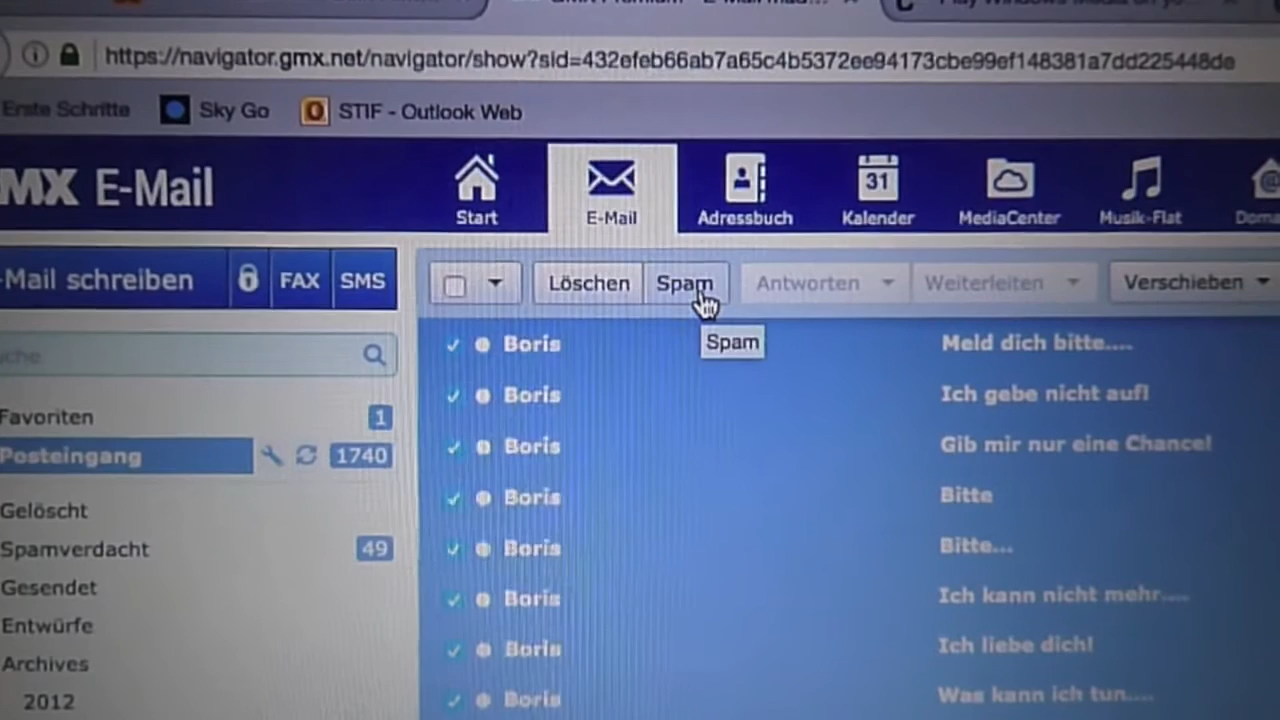 https://navigator.gmx.net/navigator/show?sid=432efeb66ab7a65c4b5372ee94173cbe99ef148381a7dd225448de
Erste Schritte Sky Go STIF - Outlook Web
MX E-Mail
Start E-Mail Adressbuch Kalender MediaCenter Musik-Flat Doma
31
-Mail schreiben FAX SMS
Löschen Spam Antworten Weiterleiten Verschieben
Spam
che
Favoriten 1
Posteingang 1740
Gelöscht
Spamverdacht 49
Gesendet
Entwürfe
Archives
2012
Boris Meld dich bitte....
Boris Ich gebe nicht auf!
Boris Gib mir nur eine Chance!
Boris Bitte
Boris Bitte...
Boris Ich kann nicht mehr....
Boris Ich liebe dich!
Boris Was kann ich tun....